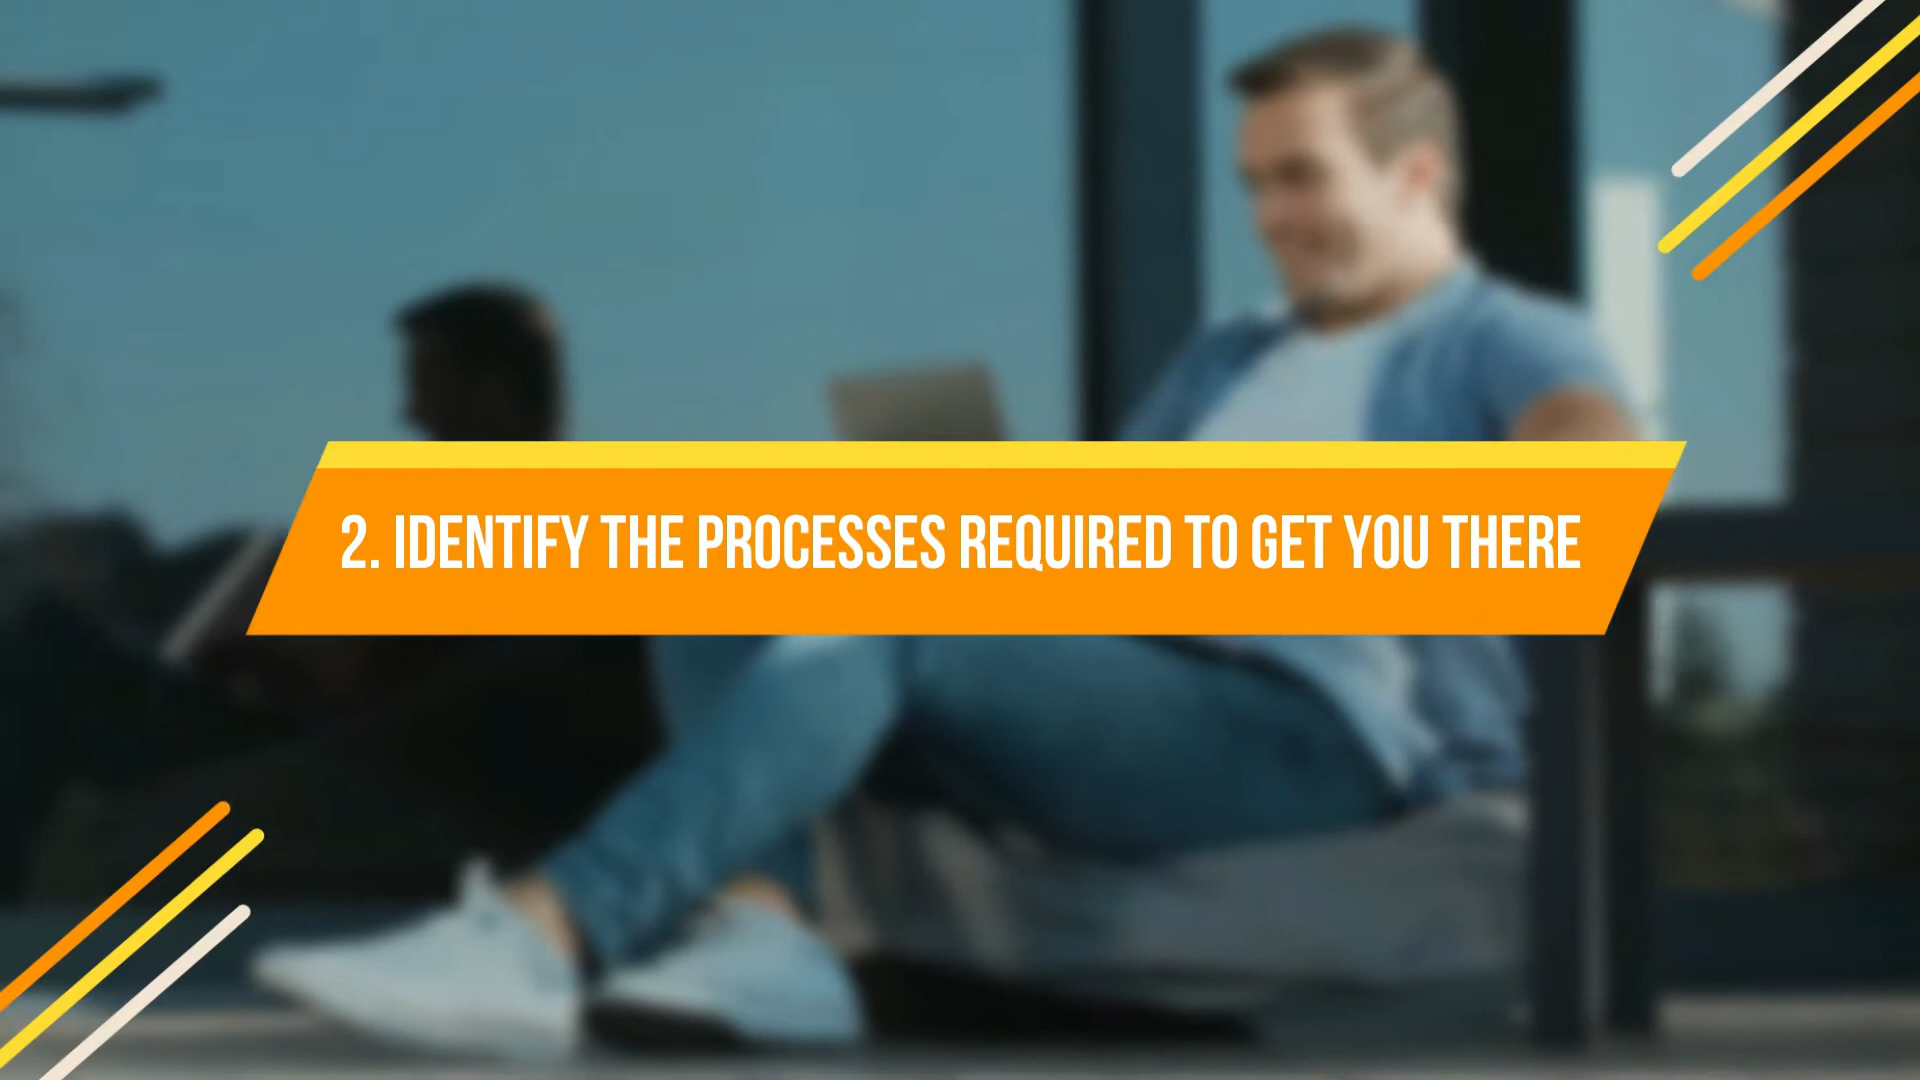 2. IDENTIFY THE PROCESSES REQUIRED TO GET YOU THERE